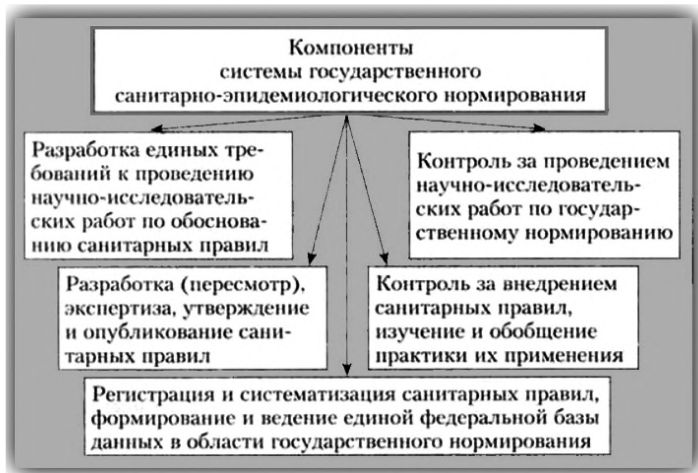 Компоненты
системы государственного
санитарно-эпидемиологического нормирования
Разработка единых тре-
бований к проведению
научно-исследователь-
ских работ по обоснова-
нию санитарных правил
Контроль за проведением
научно-исследователь-
ских работ по государ-
ственному нормированию
Разработка (пересмотр),
экспертиза, утверждение
и опубликование сани-
тарных правил
Контроль за внедрением
санитарных правил,
изучение и обобщение
практики их применения
Регистрация и систематизация санитарных правил,
формирование и ведение единой федеральной базы
данных в области государственного нормирования